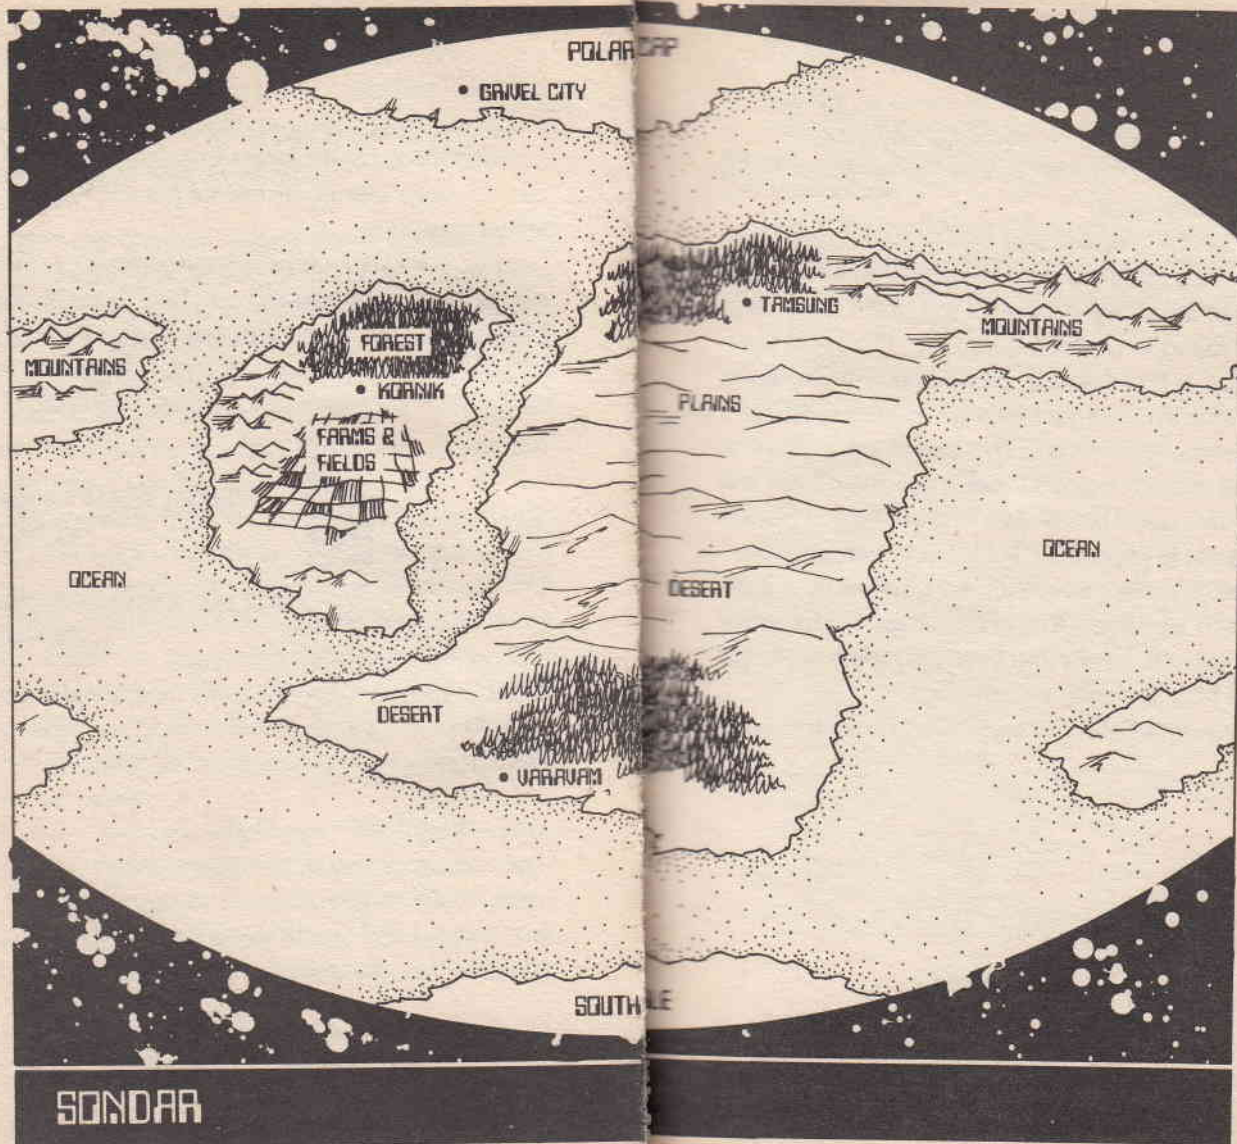 POLAR CAP
GRIVEL CITY
TAMSUNG
MOUNTAINS
FOREST
MOUNTAINS
KORNIK
PLAINS
FARMS &
FIELDS
OCEAN
OCEAN
DESERT
DESERT
VARAVAM
SOUTH
SONDAR